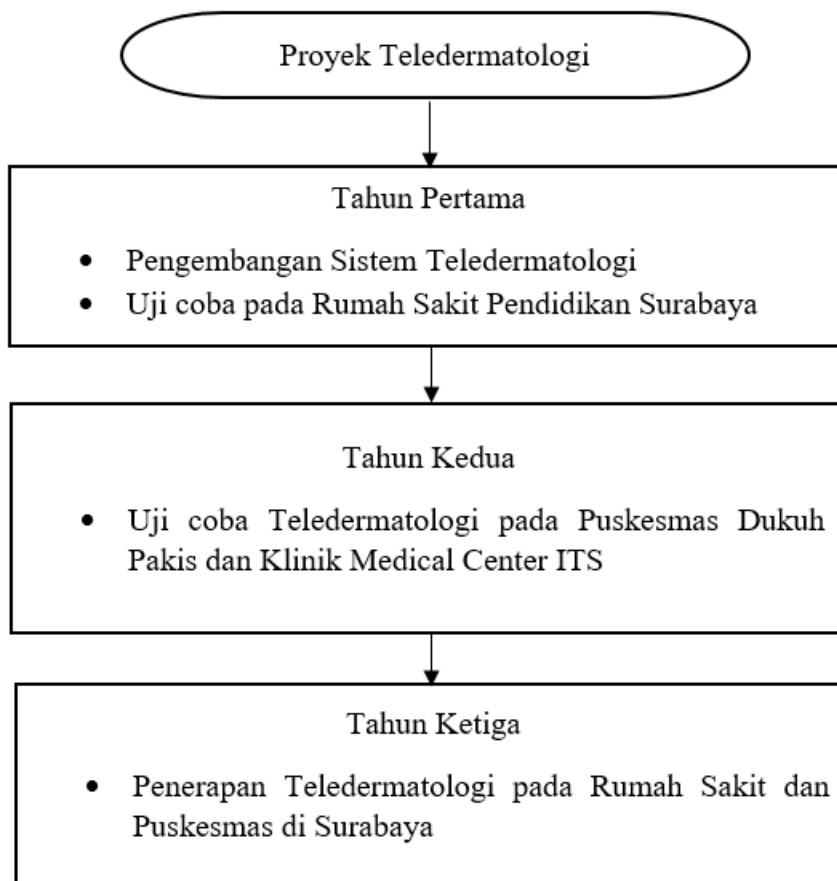 Proyek Teledermatologi
Tahun Pertama
• Pengembangan Sistem Teledermatologi
• Uji coba pada Rumah Sakit Pendidikan Surabaya
Tahun Kedua
• Uji coba Teledermatologi pada Puskesmas Dukuh
Pakis dan Klinik Medical Center ITS
Tahun Ketiga
• Penerapan Teledermatologi pada Rumah Sakit dan
Puskesmas di Surabaya